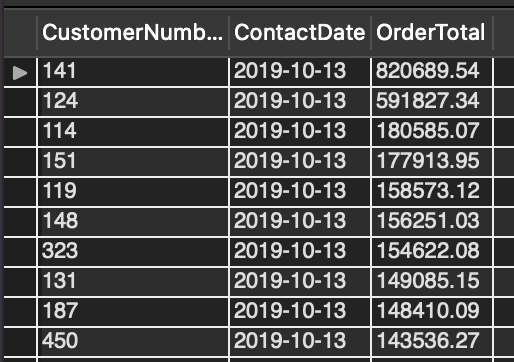 CustomerNumb... ContactDate OrderTotal
141 2019-10-13 820689.54
124 2019-10-13 591827.34
114 2019-10-13 180585.07
151 2019-10-13 177913.95
119 2019-10-13 158573.12
148 2019-10-13 156251.03
323 2019-10-13 154622.08
131 2019-10-13 149085.15
187 2019-10-13 148410.09
450 2019-10-13 143536.27